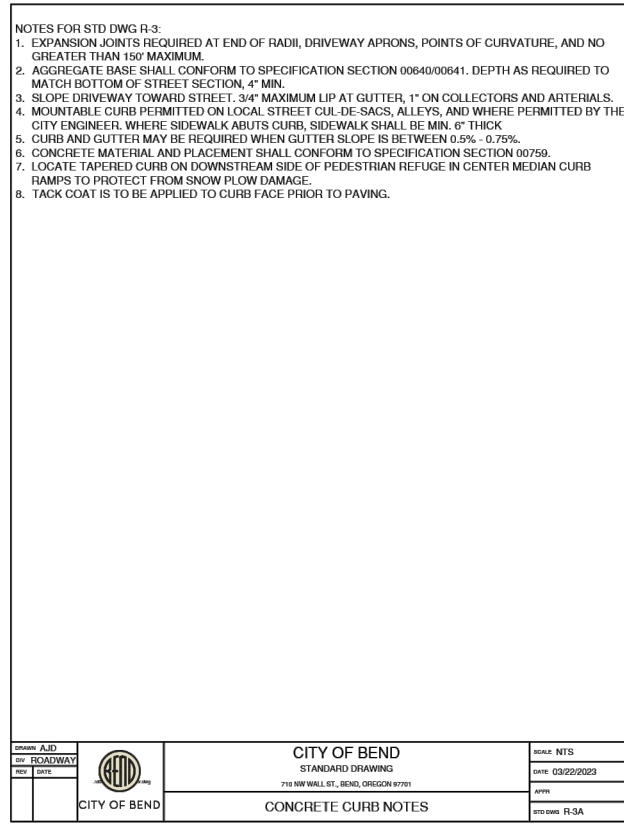 NOTES FOR STD DWG R-3:
1. EXPANSION JOINTS REQUIRED AT END OF RADII, DRIVEWAY APRONS, POINTS OF CURVATURE, AND NO
GREATER THAN 150' MAXIMUM.
2. AGGREGATE BASE SHALL CONFORM TO SPECIFICATION SECTION 00640/00641. DEPTH AS REQUIRED TO
MATCH BOTTOM OF STREET SECTION, 4" MIN.
3. SLOPE DRIVEWAY TOWARD STREET. 3/4" MAXIMUM LIP AT GUTTER, 1" ON COLLECTORS AND ARTERIALS.
4. MOUNTABLE CURB PERMITTED ON LOCAL STREET CUL-DE-SACS, ALLEYS, AND WHERE PERMITTED BY THE
CITY ENGINEER. WHERE SIDEWALK ABUTS CURB, SIDEWALK SHALL BE MIN. 6" THICK
5. CURB AND GUTTER MAY BE REQUIRED WHEN GUTTER SLOPE IS BETWEEN 0.5% - 0.75%.
6. CONCRETE MATERIAL AND PLACEMENT SHALL CONFORM TO SPECIFICATION SECTION 00759.
7. LOCATE TAPERED CURB ON DOWNSTREAM SIDE OF PEDESTRIAN REFUGE IN CENTER MEDIAN CURB
RAMPS TO PROTECT FROM SNOW PLOW DAMAGE.
8. TACK COAT IS TO BE APPLIED TO CURB FACE PRIOR TO PAVING.
DRAWN AJD
DIV ROADWAY
REV DATE
BEND
CITY OF BEND
CITY OF BEND
STANDARD DRAWING
710 NW WALL ST., BEND, OREGON 97701
CONCRETE CURB NOTES
SCALE NTS
DATE 03/22/2023
APPR
STD DWG R-3A